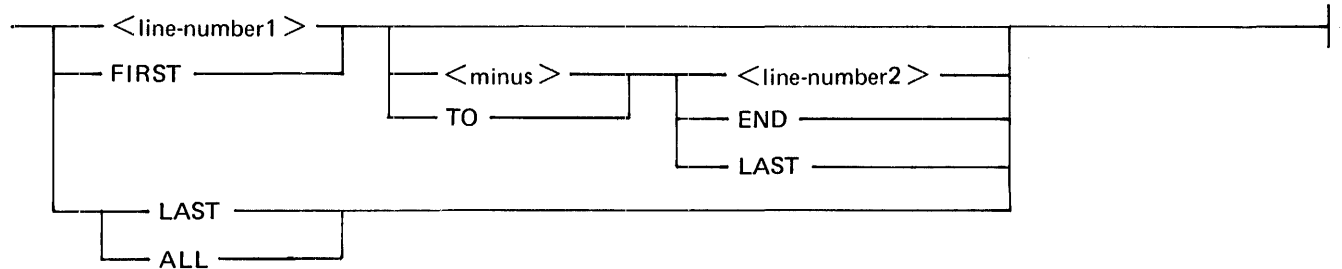 <line-number1>
FIRST
<minus> <line-number2>
TO END
LAST
LAST
ALL